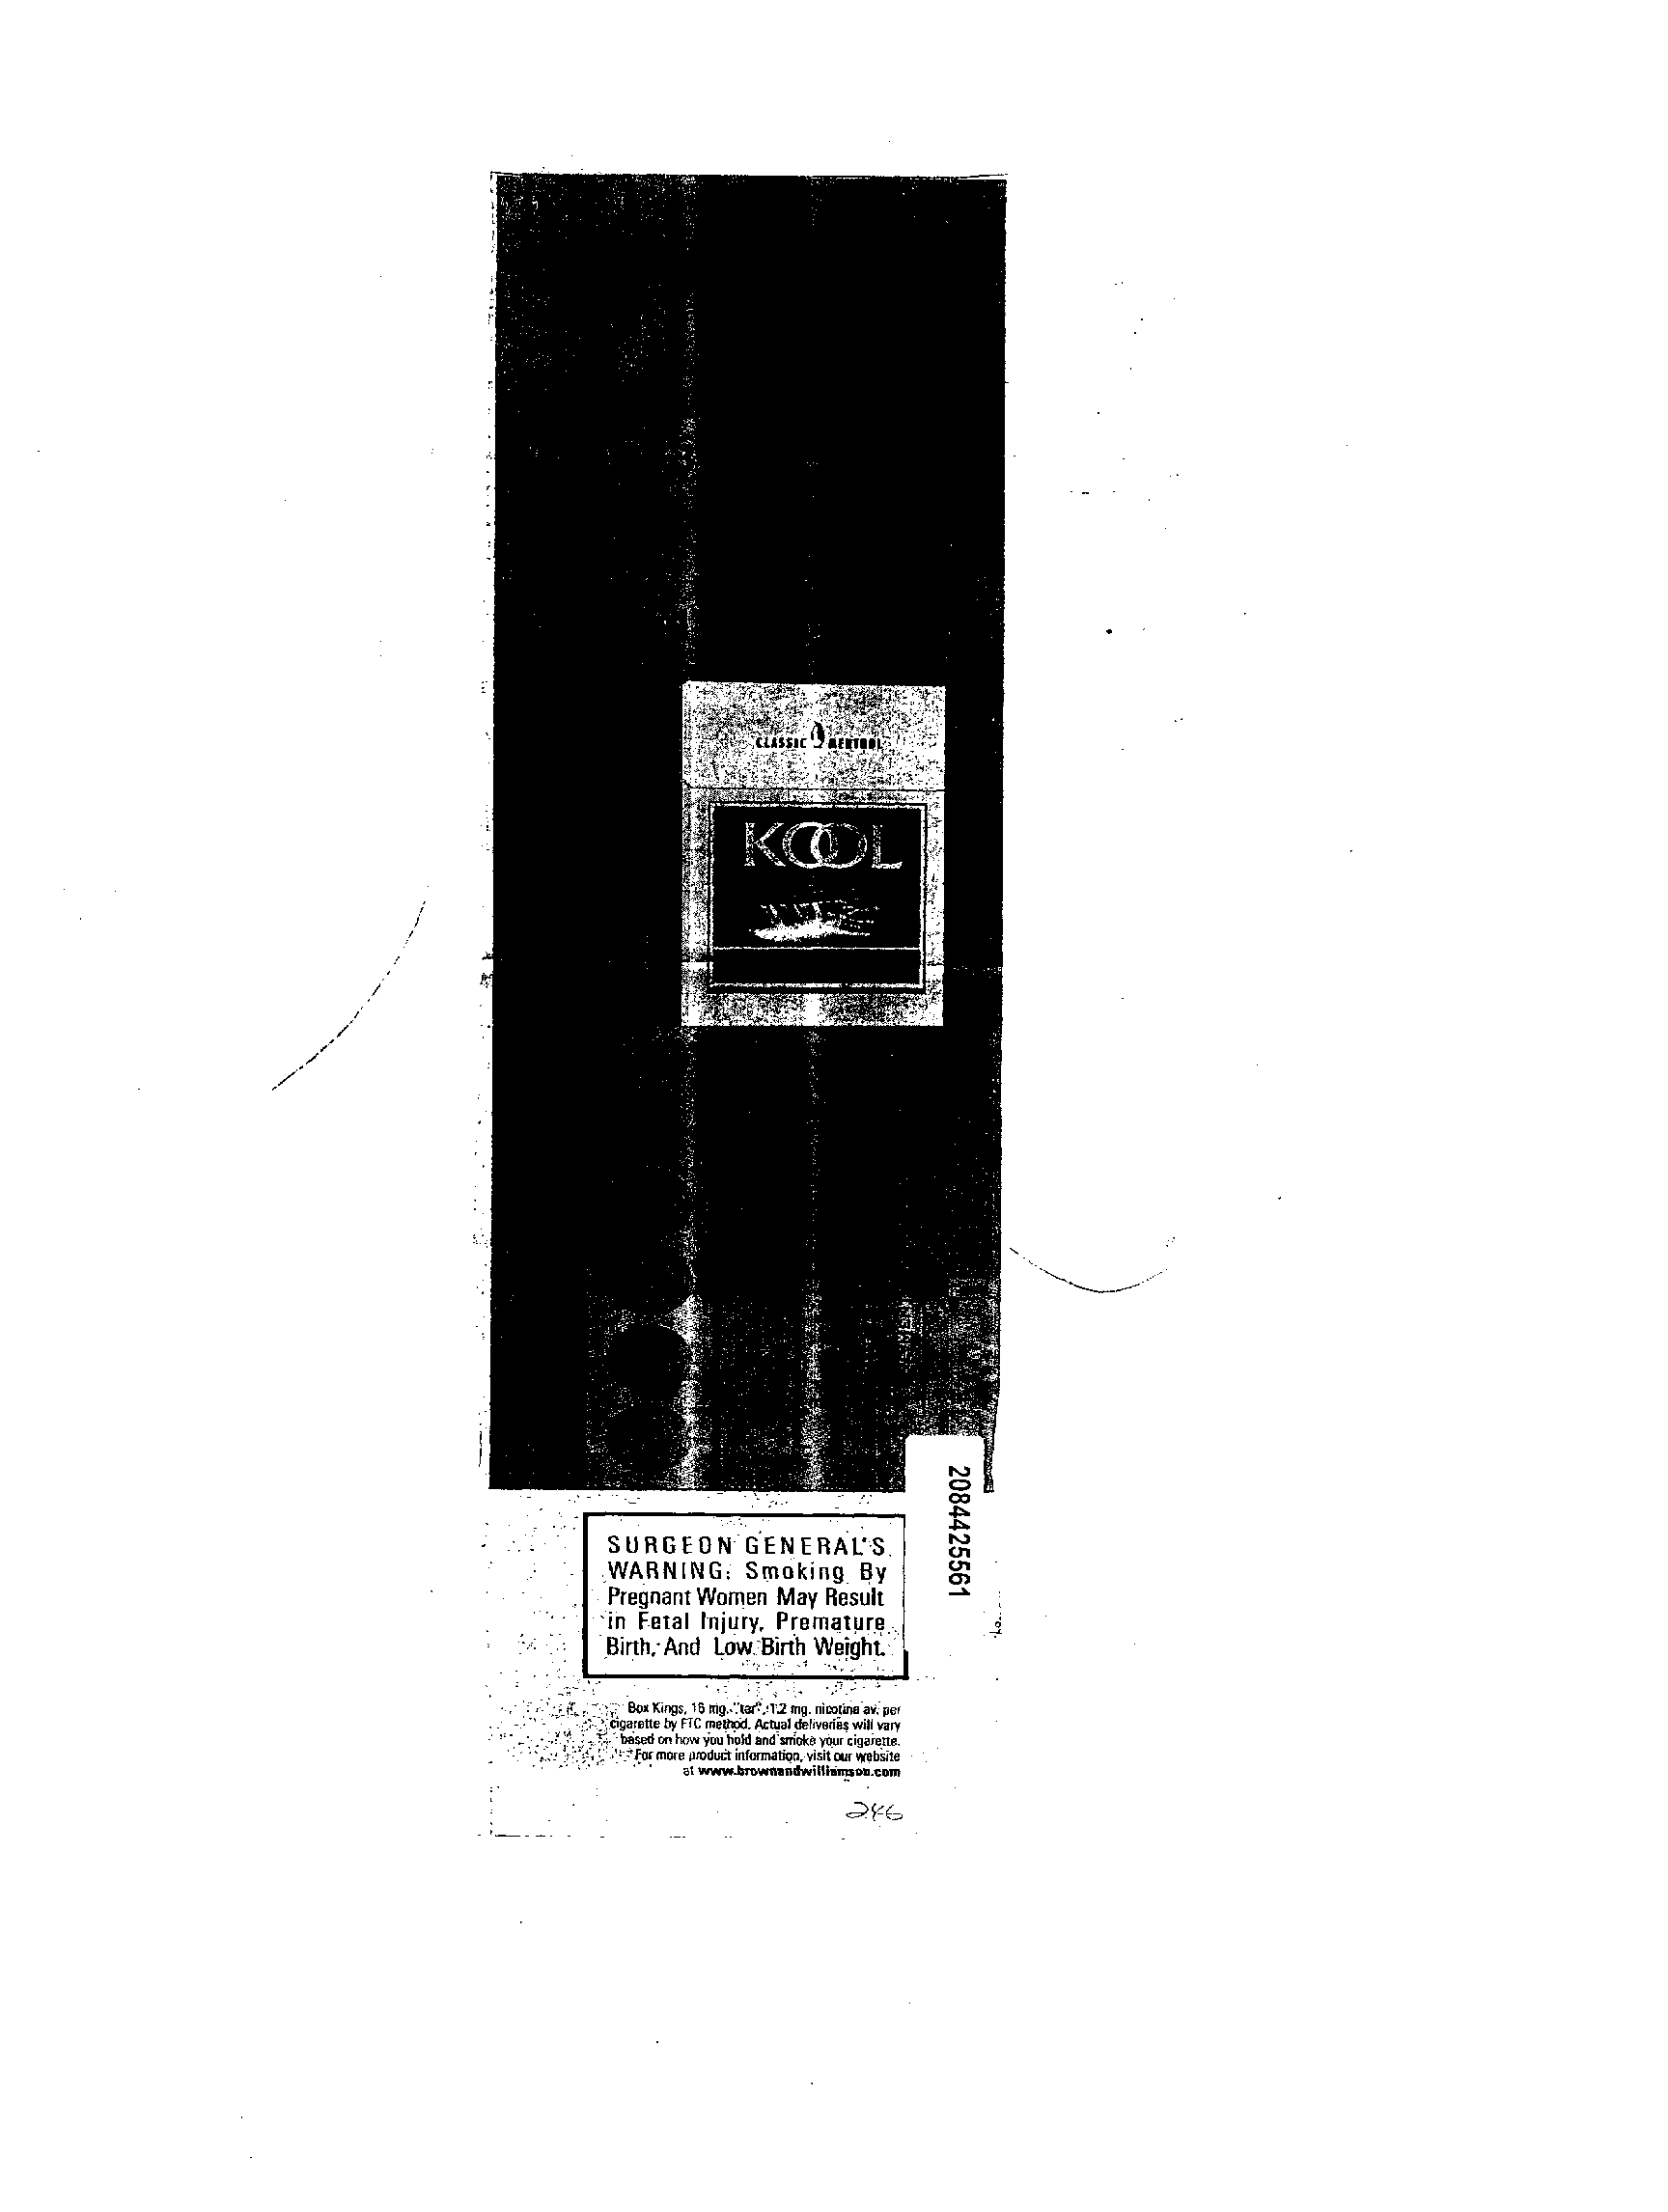 CLASSIC MENTHOL
KOOL
2084425561
SURGEON GENERAL'S
WARNING: Smoking By
Pregnant Women May Result
in Fetal Injury, Premature
Birth, And Low Birth Weight.
Box Kings, 16 mg. "tar", 1.2 mg. nicotine av. per
cigarette by FTC method. Actual deliveries will vary
based on how you hold and smoke your cigarette.
For more product information, visit our website
at www.brownandwilliamson.com
246